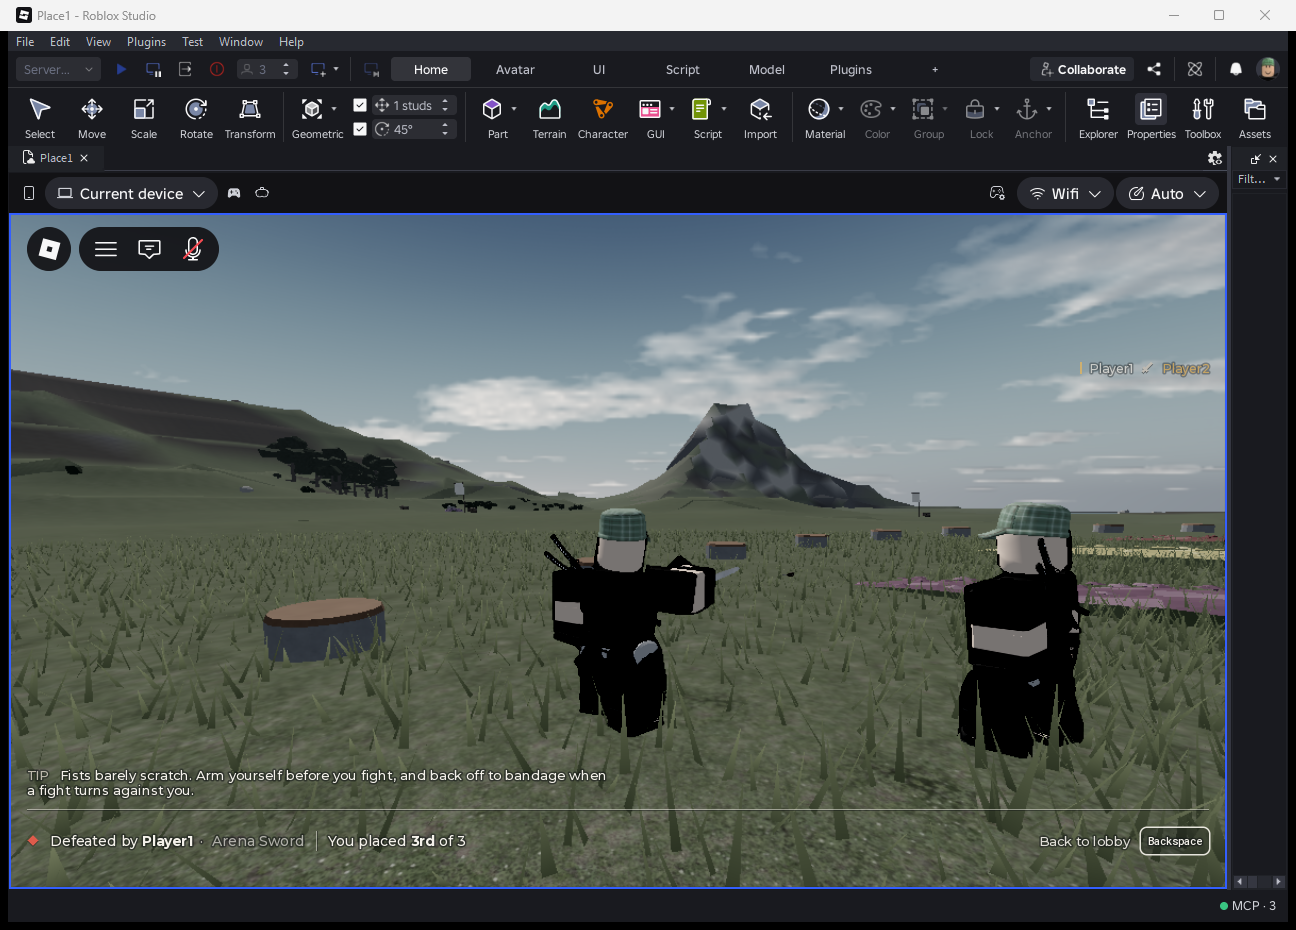 Place1 - Roblox Studio
File Edit View Plugins Test Window Help
Server... 3 Home Avatar UI Script Model Plugins + Collaborate
1 studs
45°
Select Move Scale Rotate Transform Geometric Part Terrain Character GUI Script Import Material Color Group Lock Anchor Explorer Properties Toolbox Assets
Place1
Filt...
Current device Wifi Auto
Player1 Player2
TIP Fists barely scratch. Arm yourself before you fight, and back off to bandage when
a fight turns against you.
Defeated by Player1 · Arena Sword You placed 3rd of 3 Back to lobby Backspace
MCP · 3